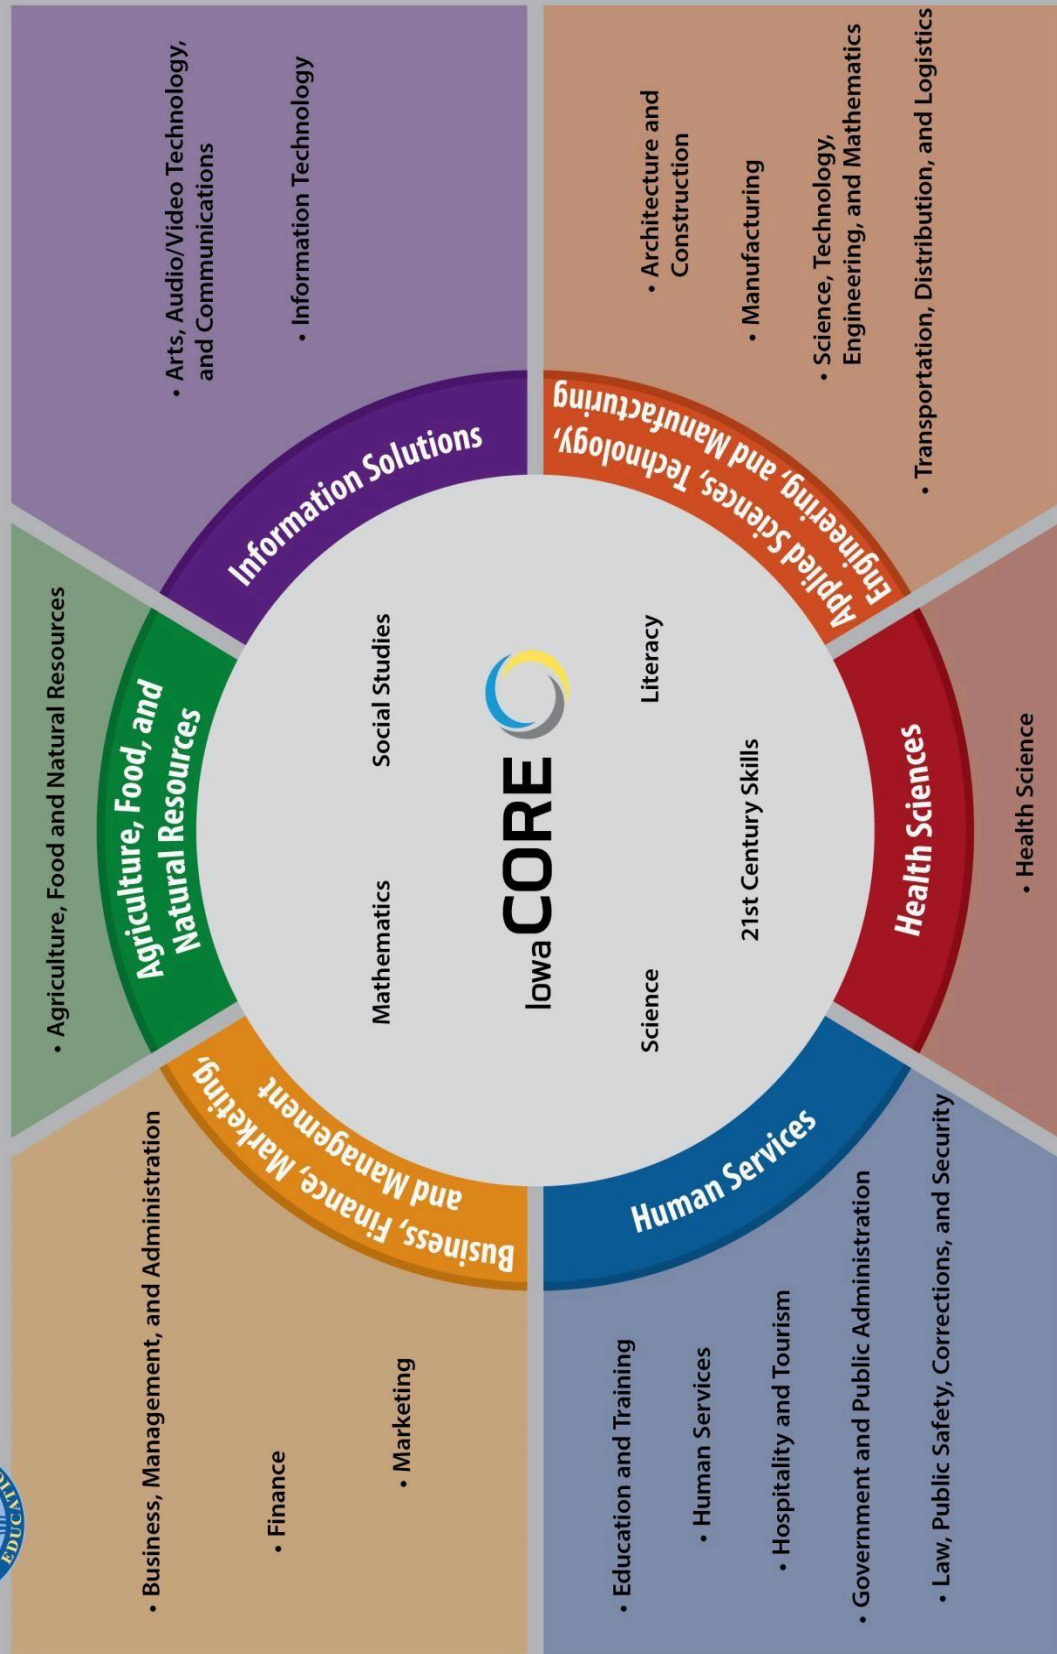 • Agriculture, Food and Natural Resources
Agriculture, Food, and
Natural Resources
• Business, Management, and Administration
• Finance
• Marketing
Business, Finance, Marketing,
and Management
• Arts, Audio/Video Technology,
and Communications
• Information Technology
Information Solutions
Mathematics
Social Studies
Iowa CORE
Science
Literacy
21st Century Skills
Human Services
• Education and Training
• Human Services
• Hospitality and Tourism
• Government and Public Administration
• Law, Public Safety, Corrections, and Security
Applied Sciences, Technology,
Engineering, and Manufacturing
• Architecture and
Construction
• Manufacturing
• Science, Technology,
Engineering, and Mathematics
• Transportation, Distribution, and Logistics
Health Sciences
• Health Science